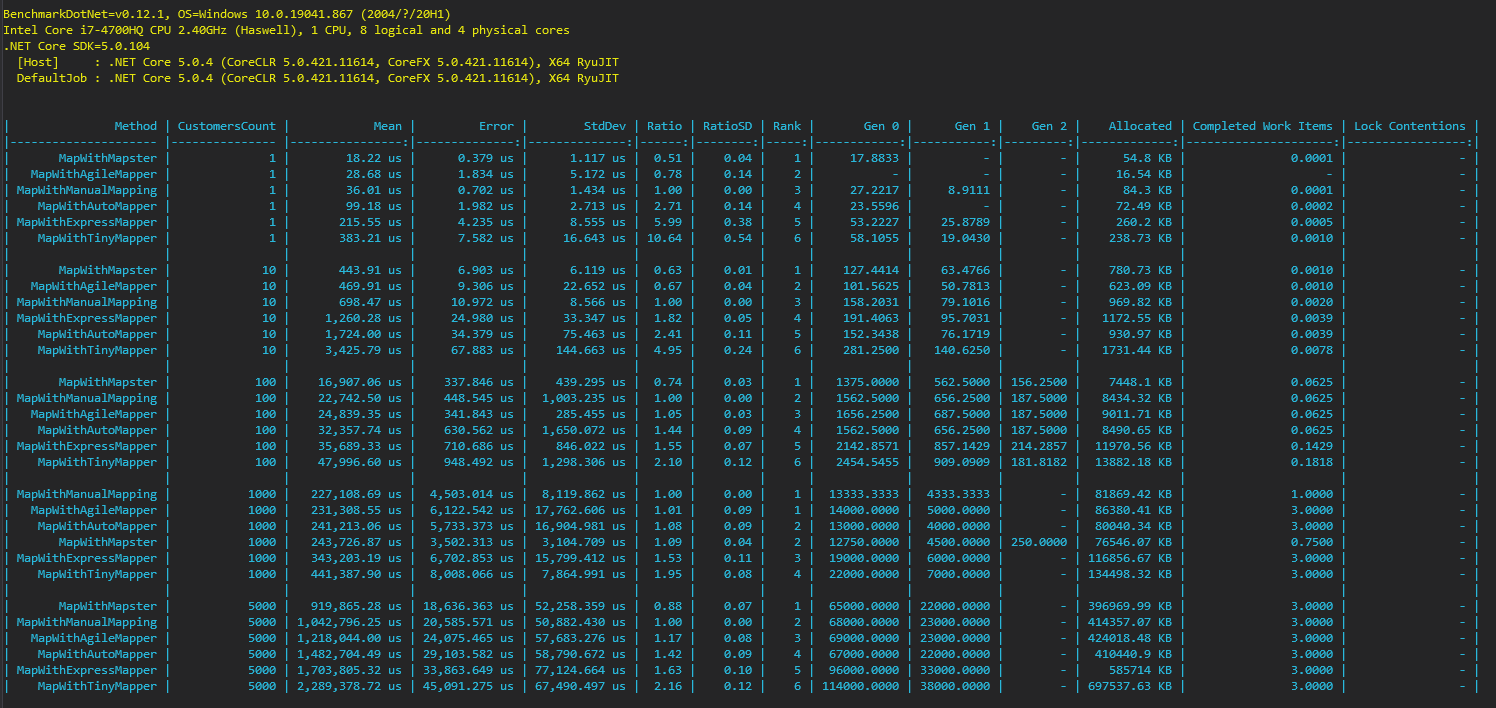 BenchmarkDotNet=v0.12.1, OS=Windows 10.0.19041.867 (2004/?/20H1)
Intel Core i7-4700HQ CPU 2.40GHz (Haswell), 1 CPU, 8 logical and 4 physical cores
.NET Core SDK=5.0.104
[Host]     : .NET Core 5.0.4 (CoreCLR 5.0.421.11614, CoreFX 5.0.421.11614), X64 RyuJIT
DefaultJob : .NET Core 5.0.4 (CoreCLR 5.0.421.11614, CoreFX 5.0.421.11614), X64 RyuJIT
| Method | CustomersCount | Mean | Error | StdDev | Ratio | RatioSD | Rank | Gen 0 | Gen 1 | Gen 2 | Allocated | Completed Work Items | Lock Contentions |
|--------------------- |--------------- |----------------:|--------------:|--------------:|------:|--------:|-----:|------------:|-----------:|---------:|-------------:|---------------------:|-----------------:|
| MapWithMapster | 1 | 18.22 us | 0.379 us | 1.117 us | 0.51 | 0.04 | 1 | 17.8833 | - | - | 54.8 KB | 0.0001 | - |
| MapWithAgileMapper | 1 | 28.68 us | 1.834 us | 5.172 us | 0.78 | 0.14 | 2 | - | - | - | 16.54 KB | - | - |
| MapWithManualMapping | 1 | 36.01 us | 0.702 us | 1.434 us | 1.00 | 0.00 | 3 | 27.2217 | 8.9111 | - | 84.3 KB | 0.0001 | - |
| MapWithAutoMapper | 1 | 99.18 us | 1.982 us | 2.713 us | 2.71 | 0.14 | 4 | 23.5596 | - | - | 72.49 KB | 0.0002 | - |
| MapWithExpressMapper | 1 | 215.55 us | 4.235 us | 8.555 us | 5.99 | 0.38 | 5 | 53.2227 | 25.8789 | - | 260.2 KB | 0.0005 | - |
| MapWithTinyMapper | 1 | 383.21 us | 7.582 us | 16.643 us | 10.64 | 0.54 | 6 | 58.1055 | 19.0430 | - | 238.73 KB | 0.0010 | - |
| | | | | | | | | | | | | | |
| MapWithMapster | 10 | 443.91 us | 6.903 us | 6.119 us | 0.63 | 0.01 | 1 | 127.4414 | 63.4766 | - | 780.73 KB | 0.0010 | - |
| MapWithAgileMapper | 10 | 469.91 us | 9.306 us | 22.652 us | 0.67 | 0.04 | 2 | 101.5625 | 50.7813 | - | 623.09 KB | 0.0010 | - |
| MapWithManualMapping | 10 | 698.47 us | 10.972 us | 8.566 us | 1.00 | 0.00 | 3 | 158.2031 | 79.1016 | - | 969.82 KB | 0.0020 | - |
| MapWithExpressMapper | 10 | 1,260.28 us | 24.980 us | 33.347 us | 1.82 | 0.05 | 4 | 191.4063 | 95.7031 | - | 1172.55 KB | 0.0039 | - |
| MapWithAutoMapper | 10 | 1,724.00 us | 34.379 us | 75.463 us | 2.41 | 0.11 | 5 | 152.3438 | 76.1719 | - | 930.97 KB | 0.0039 | - |
| MapWithTinyMapper | 10 | 3,425.79 us | 67.883 us | 144.663 us | 4.95 | 0.24 | 6 | 281.2500 | 140.6250 | - | 1731.44 KB | 0.0078 | - |
| | | | | | | | | | | | | | |
| MapWithMapster | 100 | 16,907.06 us | 337.846 us | 439.295 us | 0.74 | 0.03 | 1 | 1375.0000 | 562.5000 | 156.2500 | 7448.1 KB | 0.0625 | - |
| MapWithManualMapping | 100 | 22,742.50 us | 448.545 us | 1,003.235 us | 1.00 | 0.00 | 2 | 1562.5000 | 656.2500 | 187.5000 | 8434.32 KB | 0.0625 | - |
| MapWithAgileMapper | 100 | 24,839.35 us | 341.843 us | 285.455 us | 1.05 | 0.03 | 3 | 1656.2500 | 687.5000 | 187.5000 | 9011.71 KB | 0.0625 | - |
| MapWithAutoMapper | 100 | 32,357.74 us | 630.562 us | 1,650.072 us | 1.44 | 0.09 | 4 | 1562.5000 | 656.2500 | 187.5000 | 8490.65 KB | 0.0625 | - |
| MapWithExpressMapper | 100 | 35,689.33 us | 710.686 us | 846.022 us | 1.55 | 0.07 | 5 | 2142.8571 | 857.1429 | 214.2857 | 11970.56 KB | 0.1429 | - |
| MapWithTinyMapper | 100 | 47,996.60 us | 948.492 us | 1,298.306 us | 2.10 | 0.12 | 6 | 2454.5455 | 909.0909 | 181.8182 | 13882.18 KB | 0.1818 | - |
| | | | | | | | | | | | | | |
| MapWithManualMapping | 1000 | 227,108.69 us | 4,503.014 us | 8,119.862 us | 1.00 | 0.00 | 1 | 13333.3333 | 4333.3333 | - | 81869.42 KB | 1.0000 | - |
| MapWithAgileMapper | 1000 | 231,308.55 us | 6,122.542 us | 17,762.606 us | 1.01 | 0.09 | 1 | 14000.0000 | 5000.0000 | - | 86380.41 KB | 3.0000 | - |
| MapWithAutoMapper | 1000 | 241,213.06 us | 5,733.373 us | 16,904.981 us | 1.08 | 0.09 | 2 | 13000.0000 | 4000.0000 | - | 80040.34 KB | 3.0000 | - |
| MapWithMapster | 1000 | 243,726.87 us | 3,502.313 us | 3,104.709 us | 1.09 | 0.04 | 2 | 12750.0000 | 4500.0000 | 250.0000 | 76546.07 KB | 0.7500 | - |
| MapWithExpressMapper | 1000 | 343,203.19 us | 6,702.853 us | 15,799.412 us | 1.53 | 0.11 | 3 | 19000.0000 | 6000.0000 | - | 116856.67 KB | 3.0000 | - |
| MapWithTinyMapper | 1000 | 441,387.90 us | 8,008.066 us | 7,864.991 us | 1.95 | 0.08 | 4 | 22000.0000 | 7000.0000 | - | 134498.32 KB | 3.0000 | - |
| | | | | | | | | | | | | | |
| MapWithMapster | 5000 | 919,865.28 us | 18,636.363 us | 52,258.359 us | 0.88 | 0.07 | 1 | 65000.0000 | 22000.0000 | - | 396969.99 KB | 3.0000 | - |
| MapWithManualMapping | 5000 | 1,042,796.25 us | 20,585.571 us | 50,882.430 us | 1.00 | 0.00 | 2 | 68000.0000 | 23000.0000 | - | 414357.07 KB | 3.0000 | - |
| MapWithAgileMapper | 5000 | 1,218,044.00 us | 24,075.465 us | 57,683.276 us | 1.17 | 0.08 | 3 | 69000.0000 | 23000.0000 | - | 424018.48 KB | 3.0000 | - |
| MapWithAutoMapper | 5000 | 1,482,704.49 us | 29,103.582 us | 58,790.672 us | 1.42 | 0.09 | 4 | 67000.0000 | 22000.0000 | - | 410440.9 KB | 3.0000 | - |
| MapWithExpressMapper | 5000 | 1,703,805.32 us | 33,863.649 us | 77,124.664 us | 1.63 | 0.10 | 5 | 96000.0000 | 33000.0000 | - | 585714 KB | 3.0000 | - |
| MapWithTinyMapper | 5000 | 2,289,378.72 us | 45,091.275 us | 67,490.497 us | 2.16 | 0.12 | 6 | 114000.0000 | 38000.0000 | - | 697537.63 KB | 3.0000 | - |